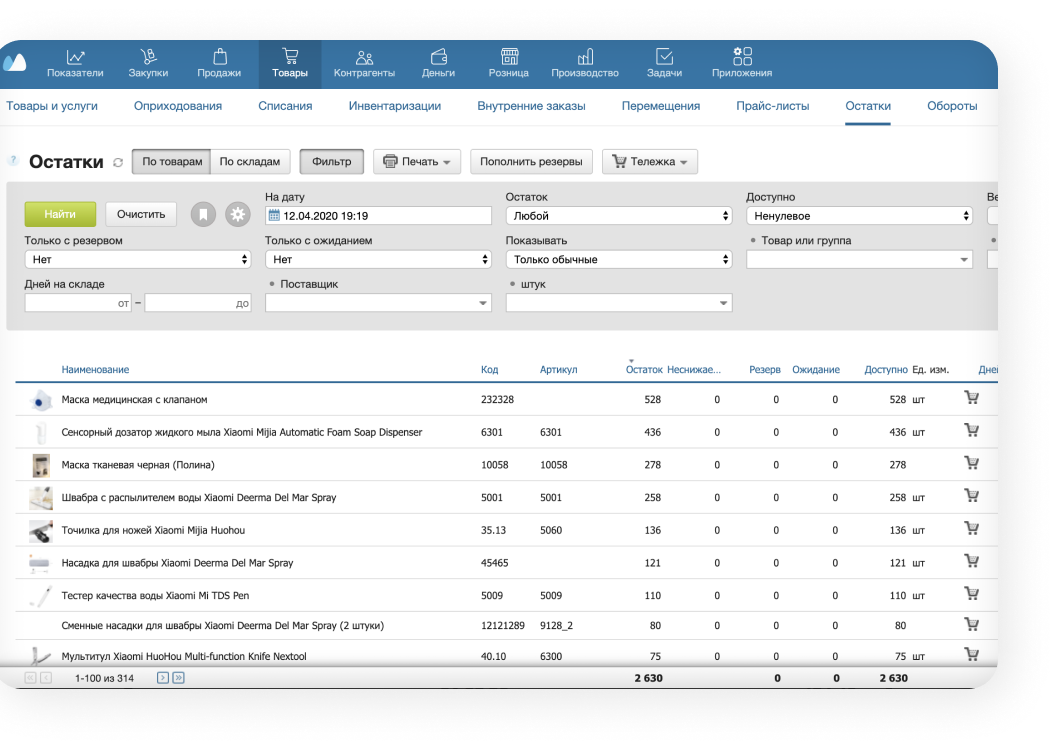 Показатели Закупки Продажи Товары Контрагенты Деньги Розница Производство Задачи Приложения
Товары и услуги Оприходования Списания Инвентаризации Внутренние заказы Перемещения Прайс-листы Остатки Обороты
? Остатки По товарам По складам Фильтр Печать Пополнить резервы Тележка
Найти Очистить
На дату Остаток Доступно Ве
12.04.2020 19:19 Любой Ненулевое
Только с резервом Только с ожиданием Показывать Товар или группа
Нет Нет Только обычные
Дней на складе Поставщик штук
от – до
Наименование Код Артикул Остаток Неснижае... Резерв Ожидание Доступно Ед. изм. Дне
Маска медицинская с клапаном 232328 528 0 0 0 528 шт
Сенсорный дозатор жидкого мыла Xiaomi Mijia Automatic Foam Soap Dispenser 6301 6301 436 0 0 0 436 шт
Маска тканевая черная (Полина) 10058 10058 278 0 0 0 278
Швабра с распылителем воды Xiaomi Deerma Del Mar Spray 5001 5001 258 0 0 0 258 шт
Точилка для ножей Xiaomi Mijia Huohou 35.13 5060 136 0 0 0 136 шт
Насадка для швабры Xiaomi Deerma Del Mar Spray 45465 121 0 0 0 121 шт
Тестер качества воды Xiaomi Mi TDS Pen 5009 5009 110 0 0 0 110 шт
Сменные насадки для швабры Xiaomi Deerma Del Mar Spray (2 штуки) 12121289 9128_2 80 0 0 0 80
Мультитул Xiaomi HuoHou Multi-function Knife Nextool 40.10 6300 75 0 0 0 75 шт
1-100 из 314 2 630 0 0 2 630